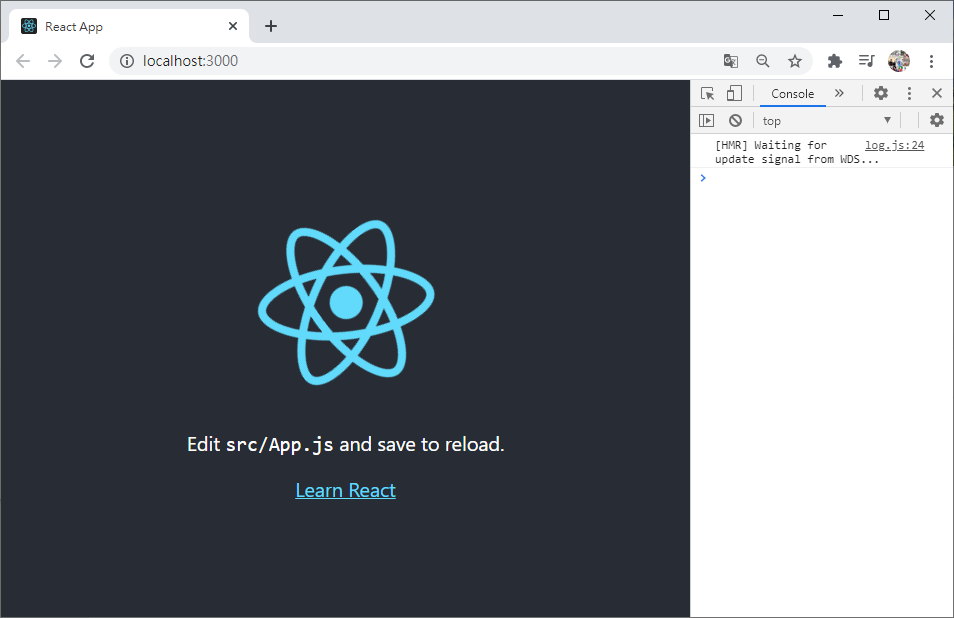 React App
localhost:3000
Console
top
[HMR] Waiting for log.js:24
update signal from WDS...
Edit src/App.js and save to reload.
Learn React